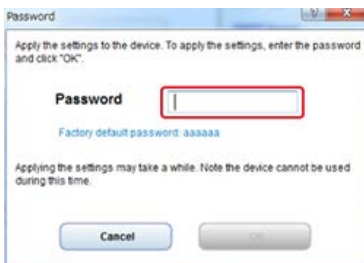 Password
Apply the settings to the device. To apply the settings, enter the password
and click "OK".
Password
Factory default password: aaaaaa
Applying the settings may take a while. Note the device cannot be used
during this time.
Cancel